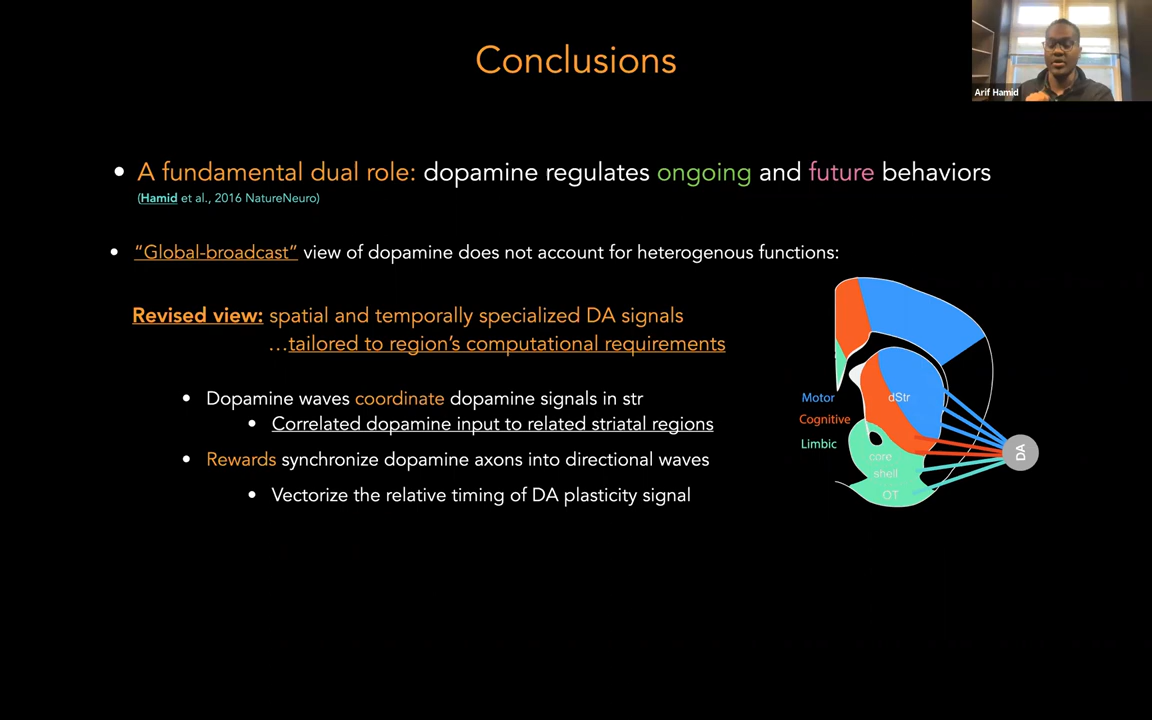 Conclusions
Arif Hamid
• A fundamental dual role: dopamine regulates ongoing and future behaviors
(Hamid et al., 2016 NatureNeuro)
• “Global-broadcast” view of dopamine does not account for heterogenous functions:
Revised view: spatial and temporally specialized DA signals
...tailored to region’s computational requirements
• Dopamine waves coordinate dopamine signals in str
• Correlated dopamine input to related striatal regions
• Rewards synchronize dopamine axons into directional waves
• Vectorize the relative timing of DA plasticity signal
Motor
Cognitive
Limbic
dStr
core
shell
OT
DA